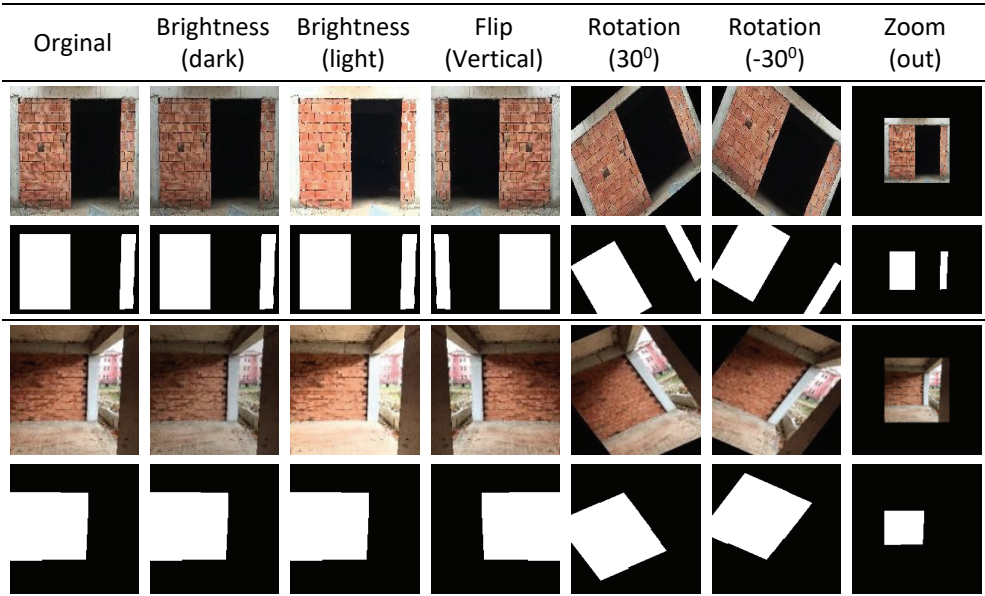 Orginal
Brightness
(dark)
Brightness
(light)
Flip
(Vertical)
Rotation
(30⁰)
Rotation
(-30⁰)
Zoom
(out)